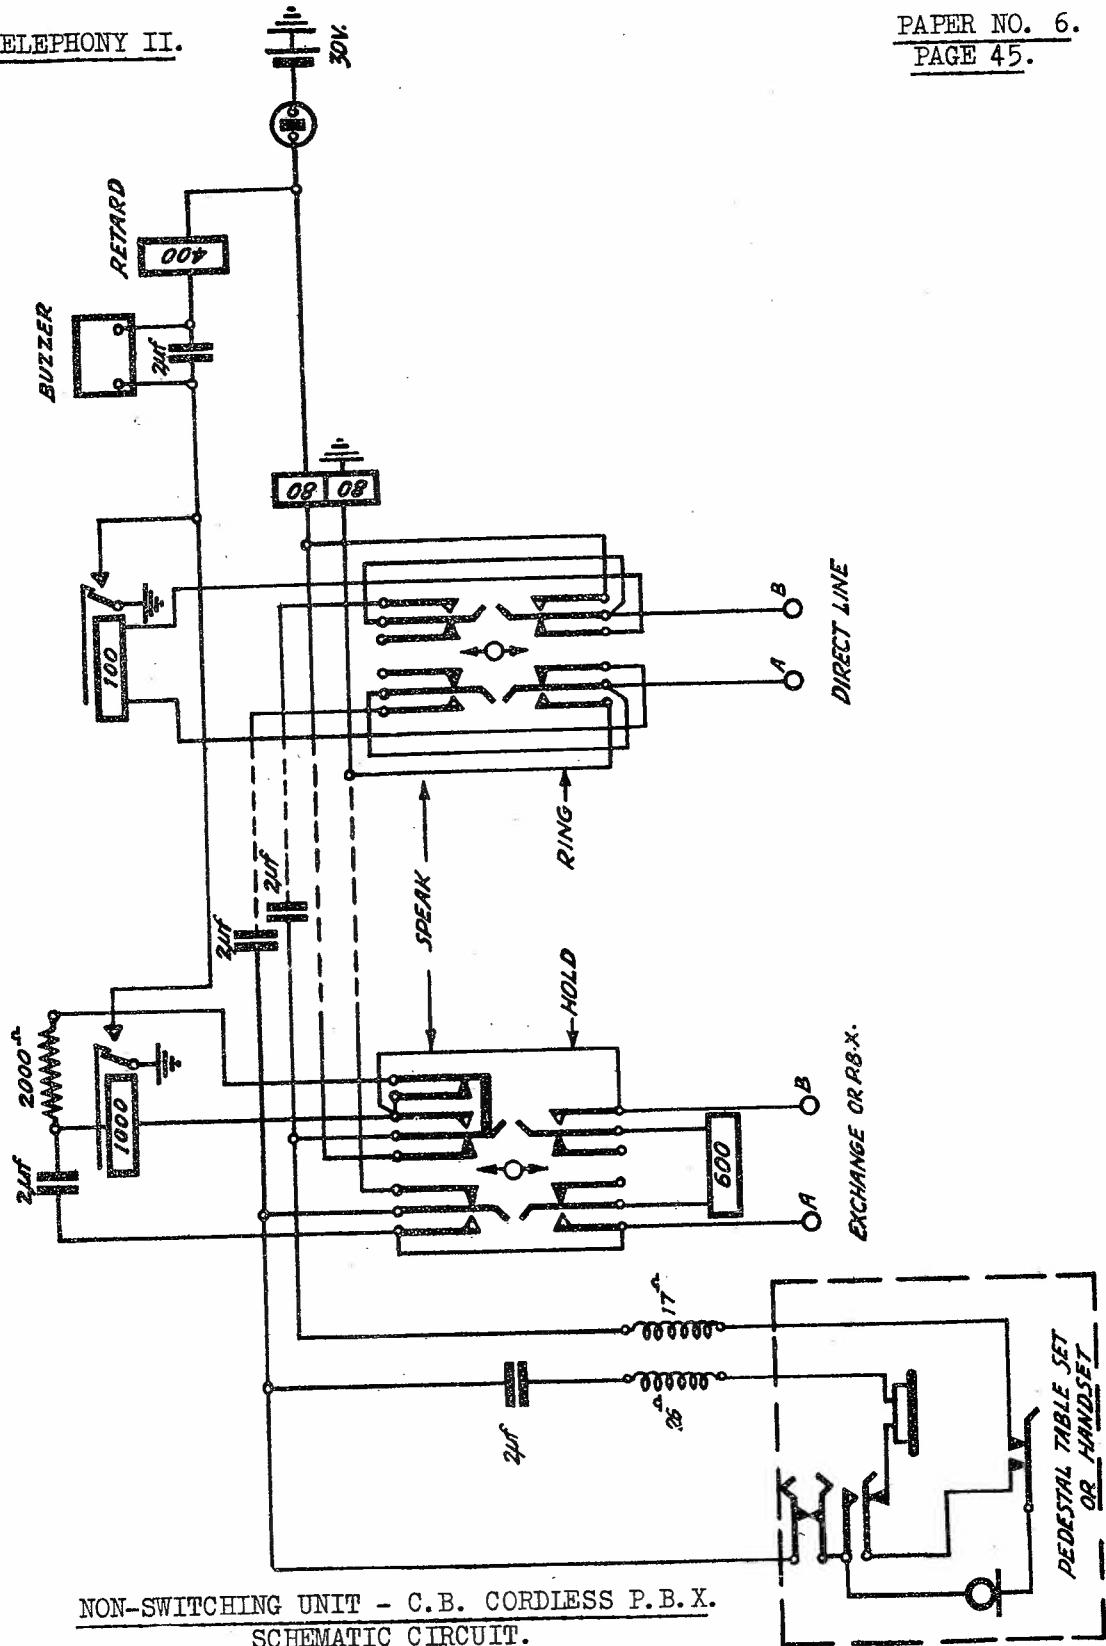 ELEPHONY II.
PAPER NO. 6.
PAGE 45.
30V.
RETARD
400
BUZZER
2µf
80
80
100
B
A
DIRECT LINE
RING
SPEAK
2µf
2µf
HOLD
2000Ω
1000
2µf
B
600
A
EXCHANGE OR P.B.X.
17Ω
26Ω
2µf
PEDESTAL TABLE SET
OR HANDSET
NON-SWITCHING UNIT - C.B. CORDLESS P.B.X.
SCHEMATIC CIRCUIT.